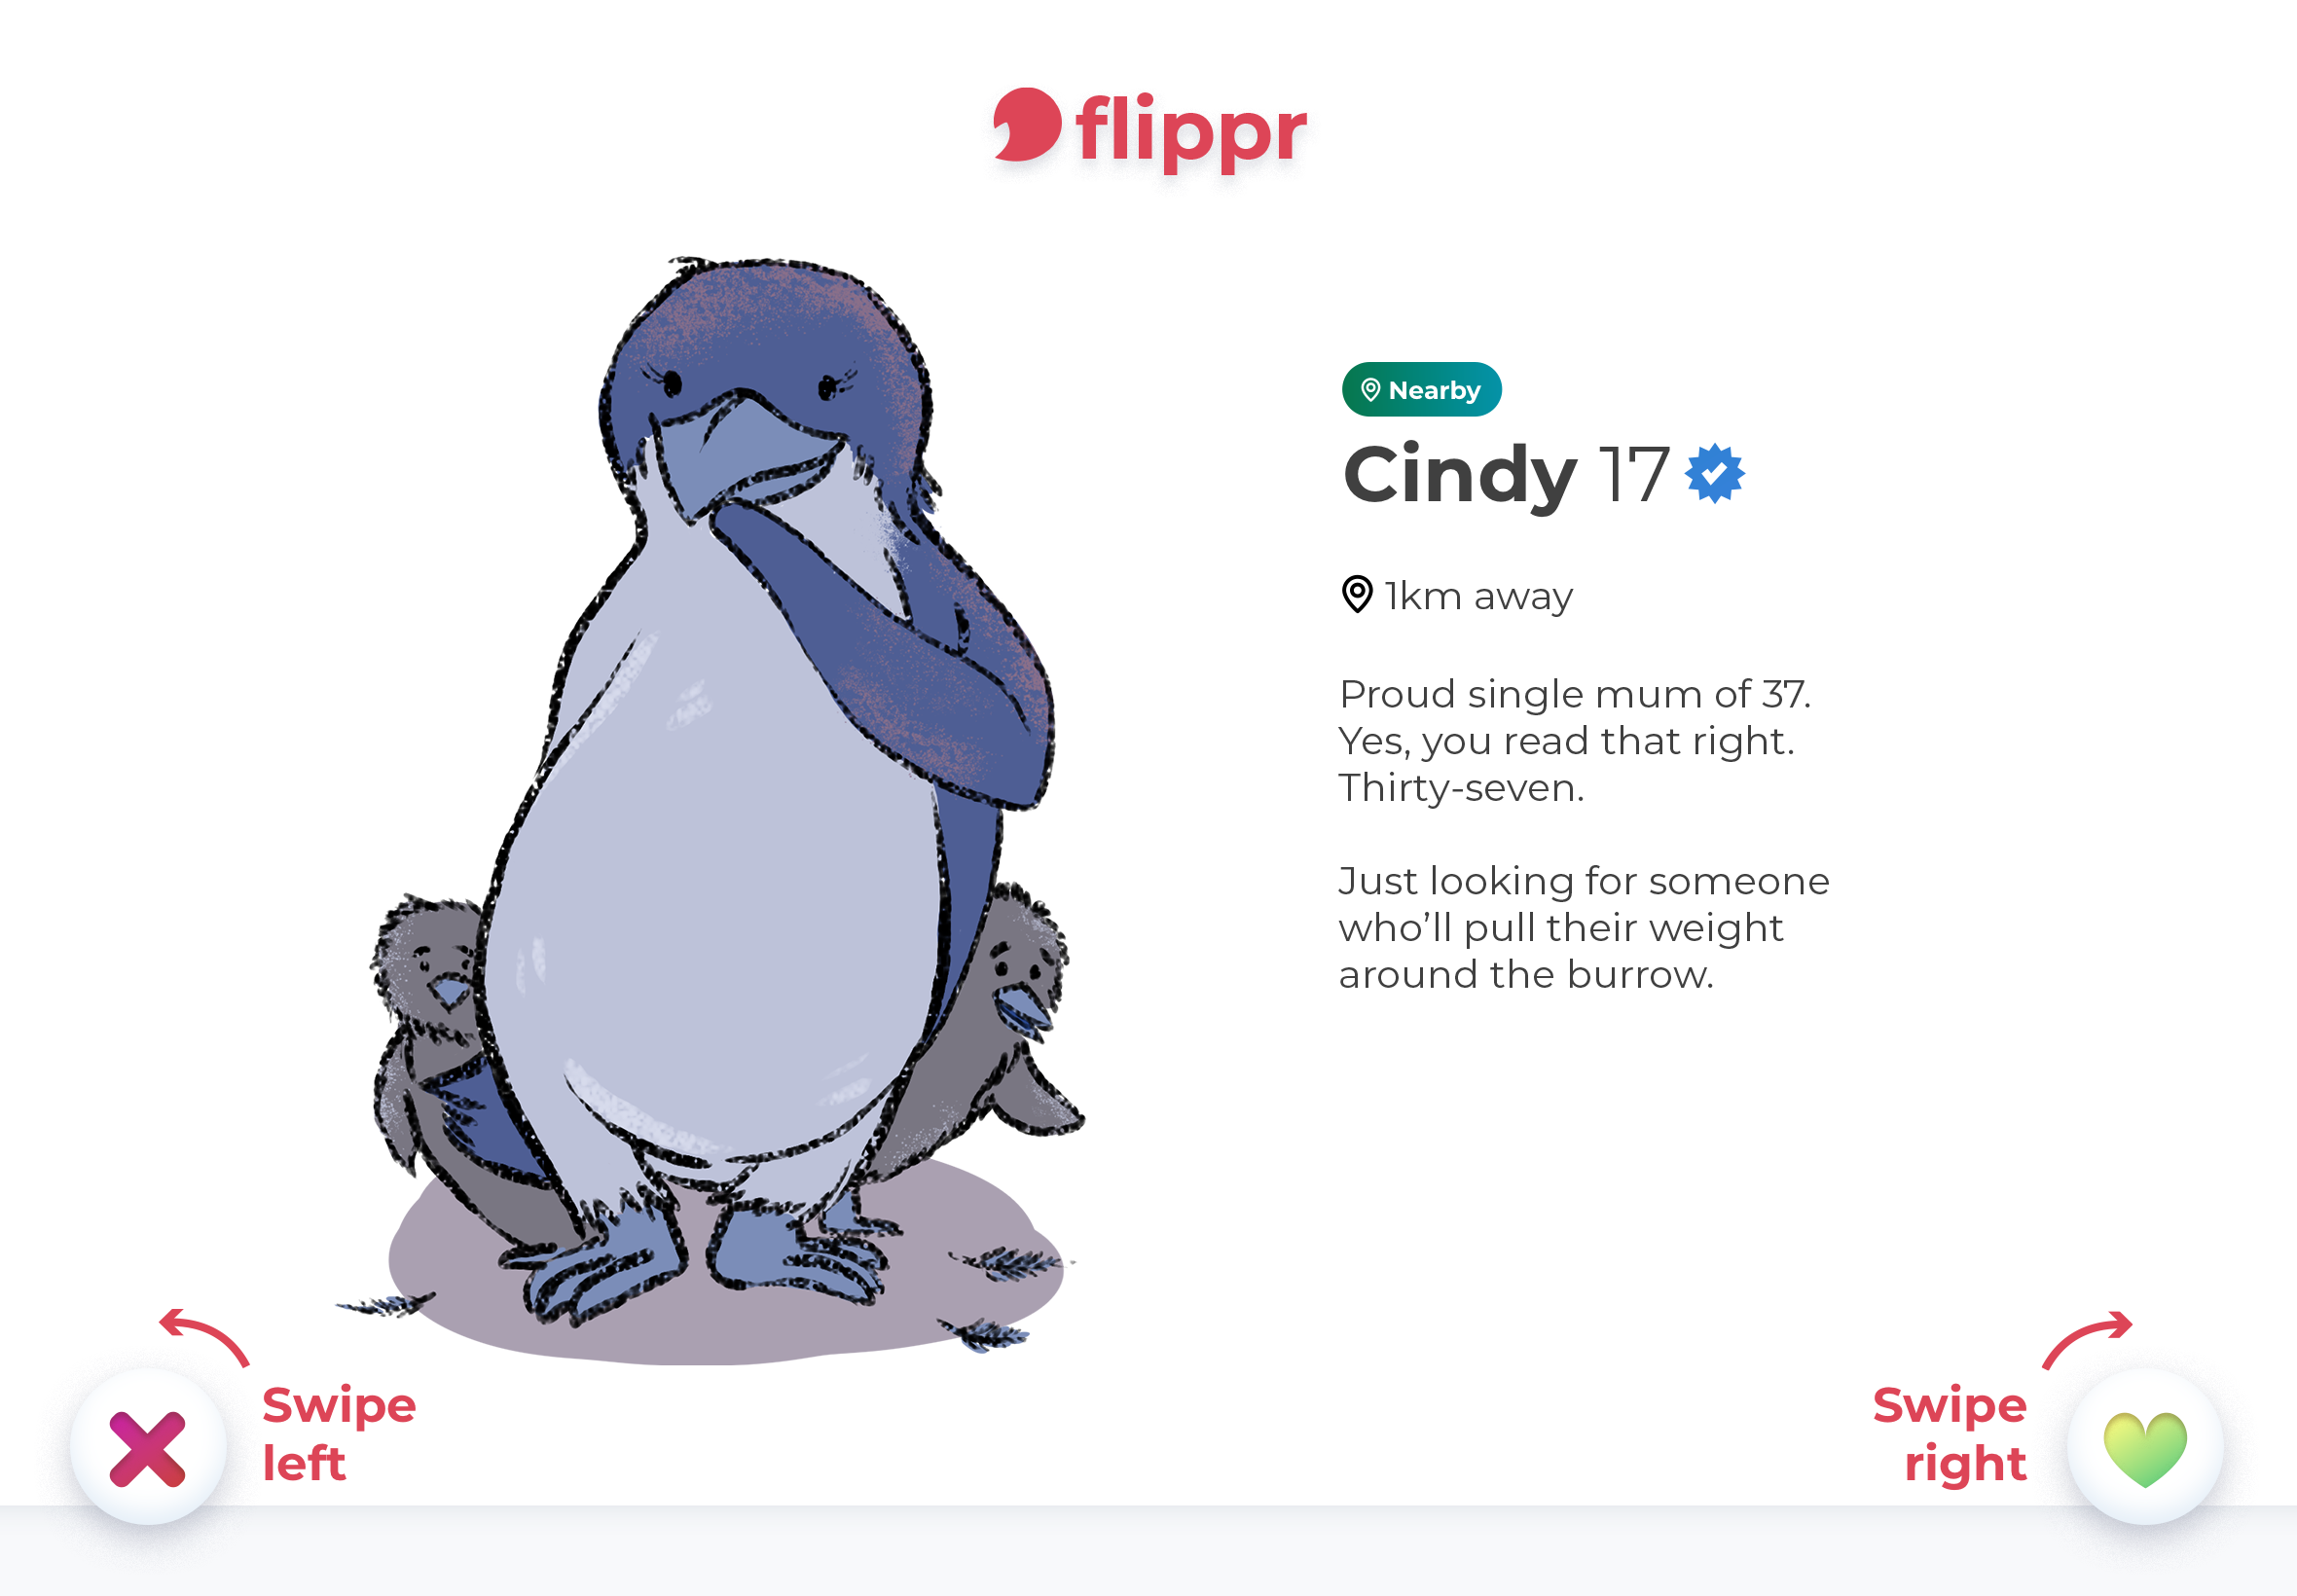 flippr
Nearby
Cindy 17
1km away
Proud single mum of 37.
Yes, you read that right.
Thirty-seven.
Just looking for someone
who’ll pull their weight
around the burrow.
Swipe
left
Swipe
right